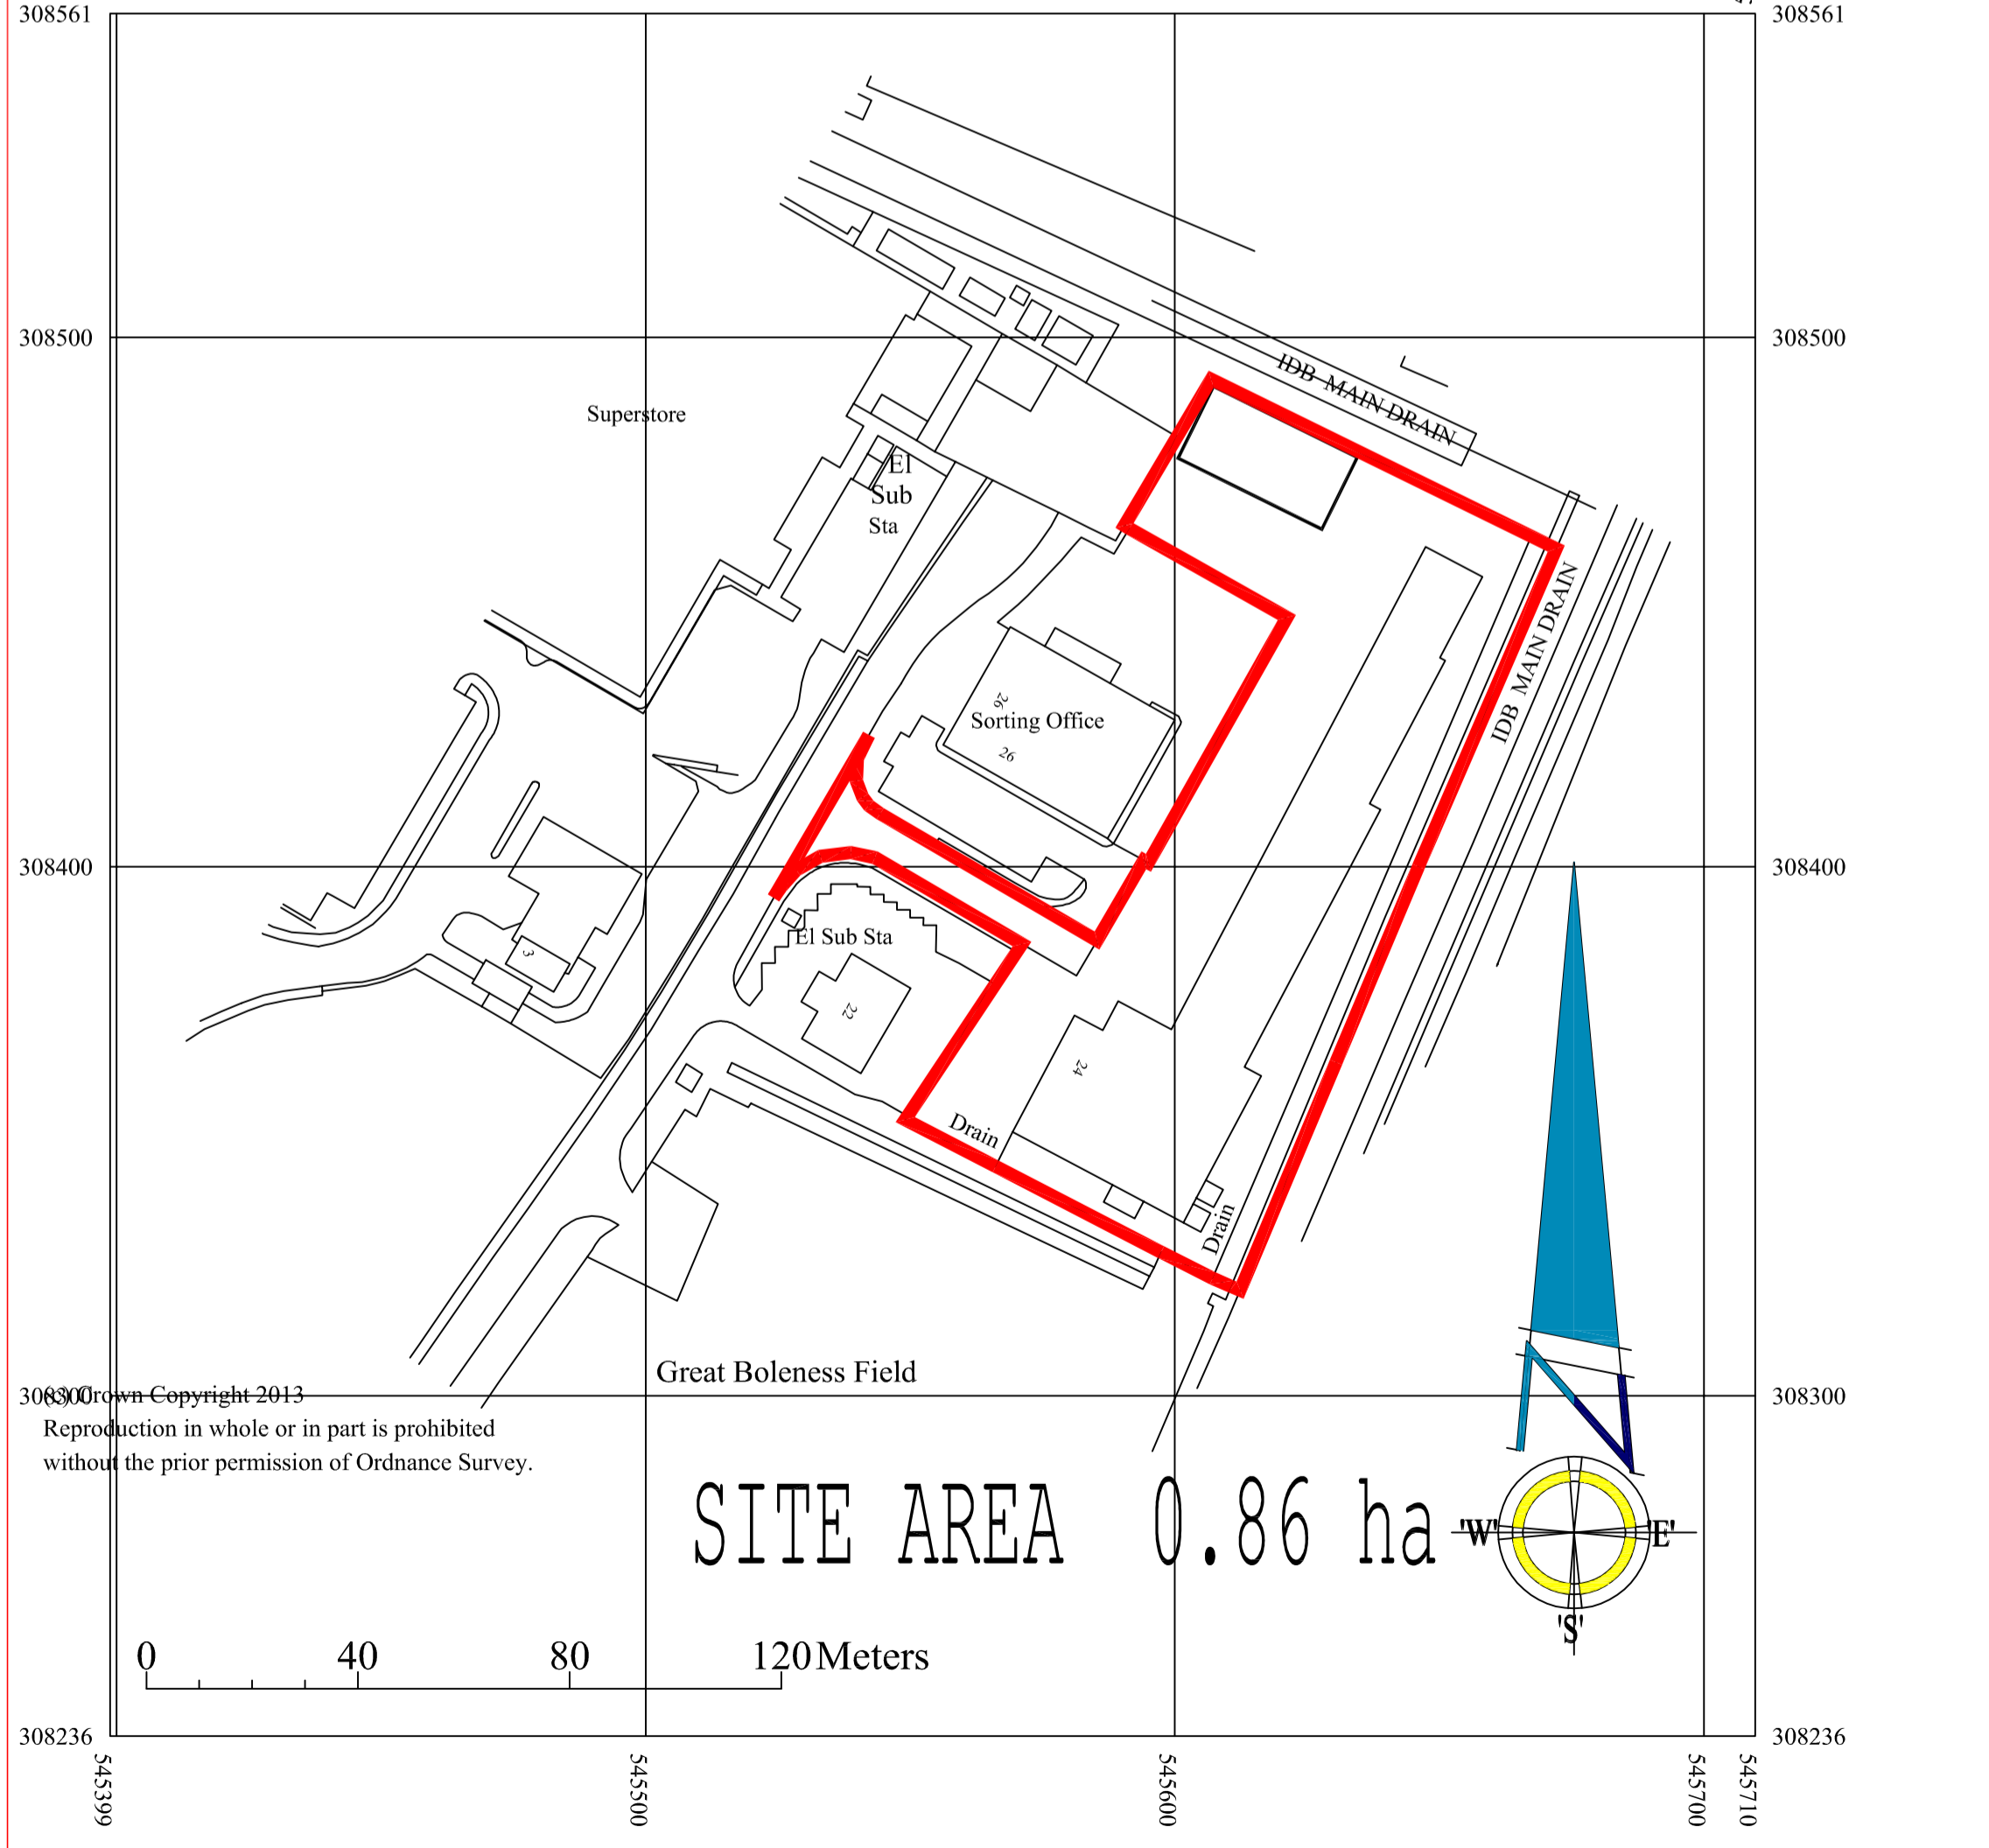 308561
308561
308500
308500
IDB MAIN DRAIN
Superstore
El
Sub
Sta
IDB MAIN DRAIN
26
Sorting Office
26
308400
308400
El Sub Sta
3
22
24
Drain
Drain
Great Boleness Field
308300
308300
(c) Crown Copyright 2013
Reproduction in whole or in part is prohibited
without the prior permission of Ordnance Survey.
N
SITE AREA 0.86 ha
'W'
'E'
'S'
0 40 80 120 Meters
308236
308236
545399
545500
545600
545700
545710